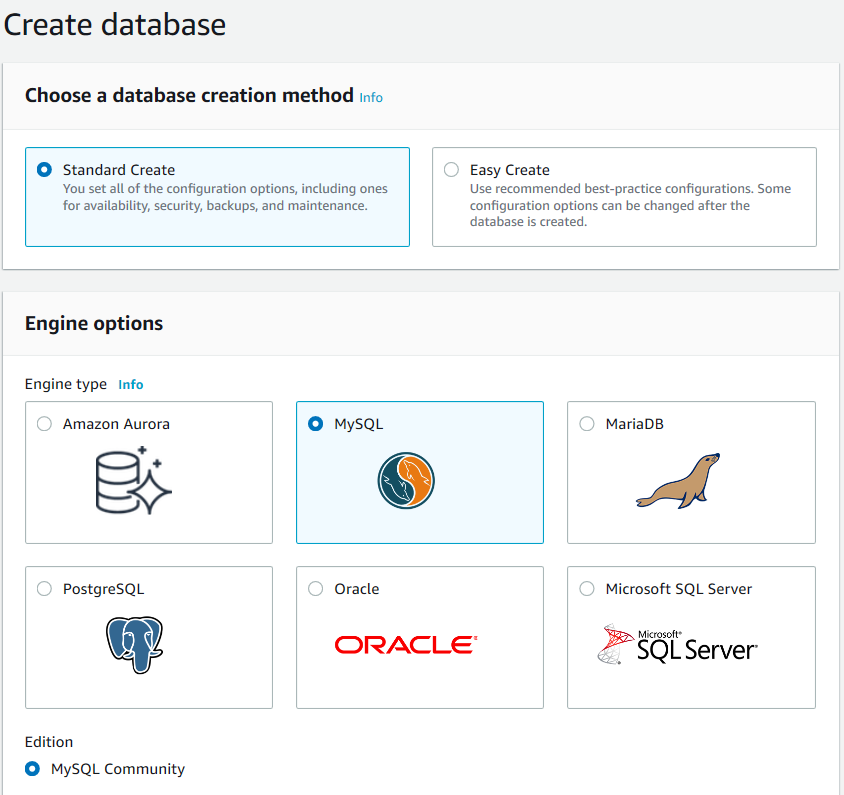 Create database
Choose a database creation method Info
Standard Create
You set all of the configuration options, including ones
for availability, security, backups, and maintenance.
Easy Create
Use recommended best-practice configurations. Some
configuration options can be changed after the
database is created.
Engine options
Engine type Info
Amazon Aurora
MySQL
MariaDB
PostgreSQL
Oracle
ORACLE®
Microsoft SQL Server
Microsoft®
SQL Server®
Edition
MySQL Community